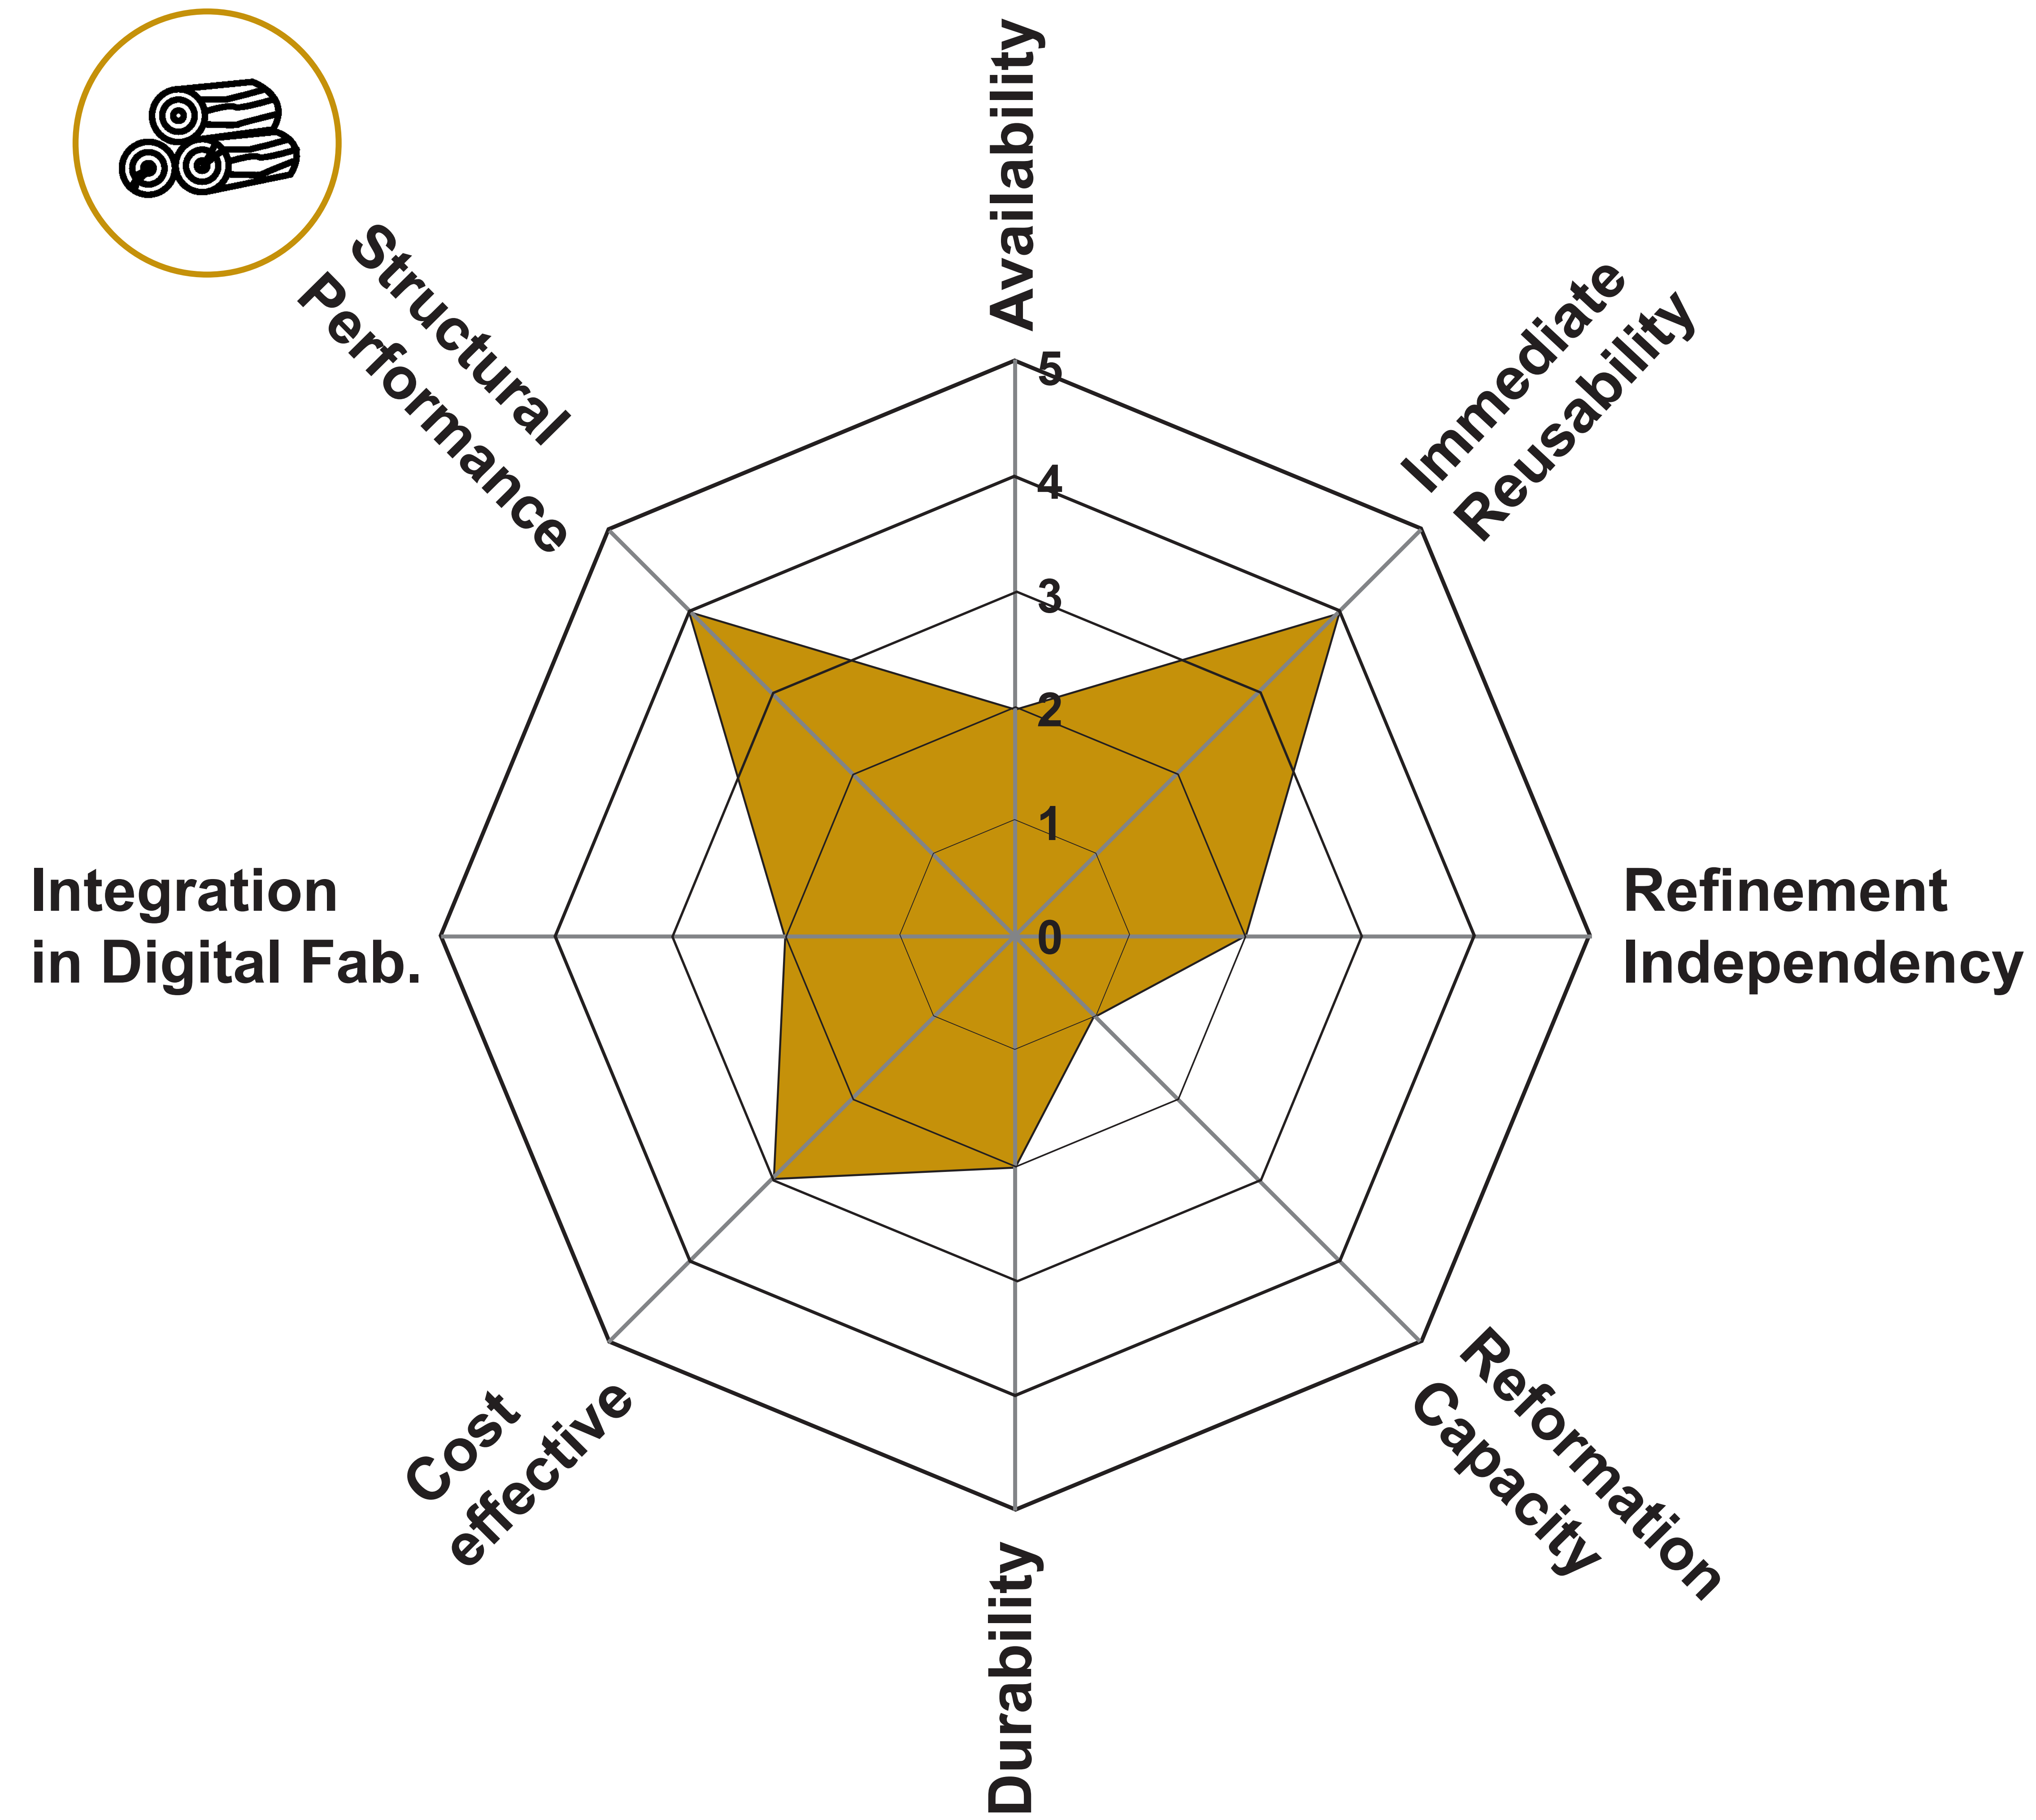 Availability
Structural
Performance
Immediate
Reusability
5
4
3
2
1
0
Integration
in Digital Fab.
Refinement
Independency
Cost
effective
Reformation
Capacity
Durability